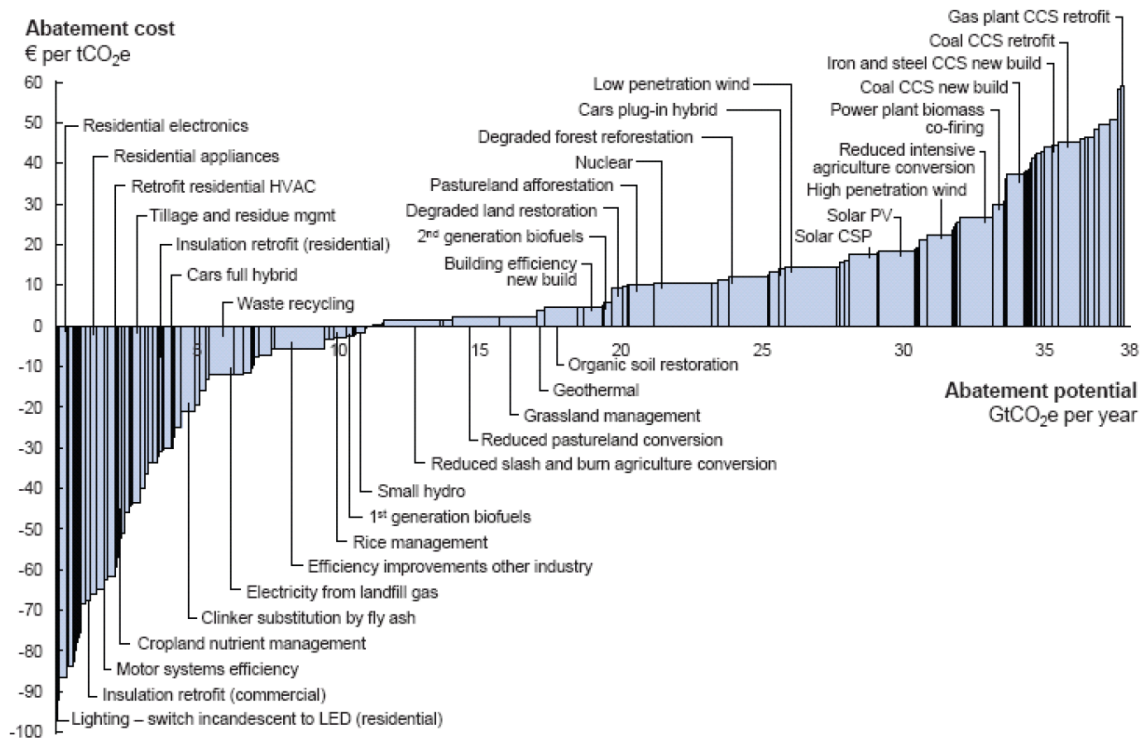 Abatement cost
€ per tCO₂e
60
50
40
30
20
10
0
-10
-20
-30
-40
-50
-60
-70
-80
-90
-100
Gas plant CCS retrofit
Coal CCS retrofit
Iron and steel CCS new build
Coal CCS new build
Power plant biomass
co-firing
Reduced intensive
agriculture conversion
High penetration wind
Solar PV
Solar CSP
Low penetration wind
Cars plug-in hybrid
Degraded forest reforestation
Nuclear
Pastureland afforestation
Degraded land restoration
2nd generation biofuels
Building efficiency
new build
Residential electronics
Residential appliances
Retrofit residential HVAC
Tillage and residue mgmt
Insulation retrofit (residential)
Cars full hybrid
Waste recycling
5
10
15
20
25
30
35
38
Abatement potential
GtCO₂e per year
Organic soil restoration
Geothermal
Grassland management
Reduced pastureland conversion
Reduced slash and burn agriculture conversion
Small hydro
1st generation biofuels
Rice management
Efficiency improvements other industry
Electricity from landfill gas
Clinker substitution by fly ash
Cropland nutrient management
Motor systems efficiency
Insulation retrofit (commercial)
Lighting – switch incandescent to LED (residential)